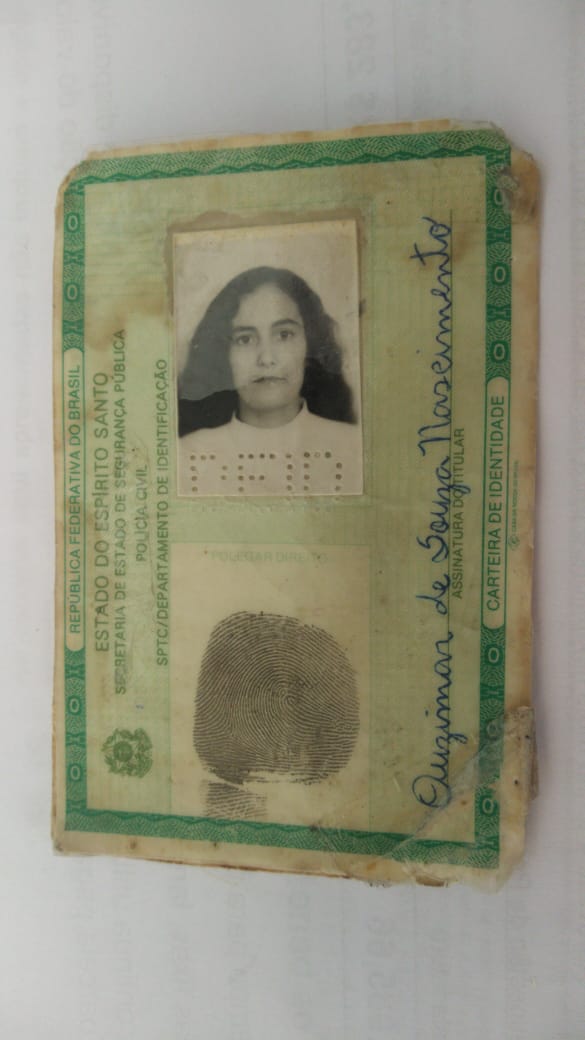 REPÚBLICA FEDERATIVA DO BRASIL
ESTADO DO ESPÍRITO SANTO
SECRETARIA DE ESTADO DE SEGURANÇA PÚBLICA
POLÍCIA CIVIL
SPTC/DEPARTAMENTO DE IDENTIFICAÇÃO
POLEGAR DIREITO
Auzimar de Souza Nascimento
ASSINATURA DO TITULAR
CARTEIRA DE IDENTIDADE